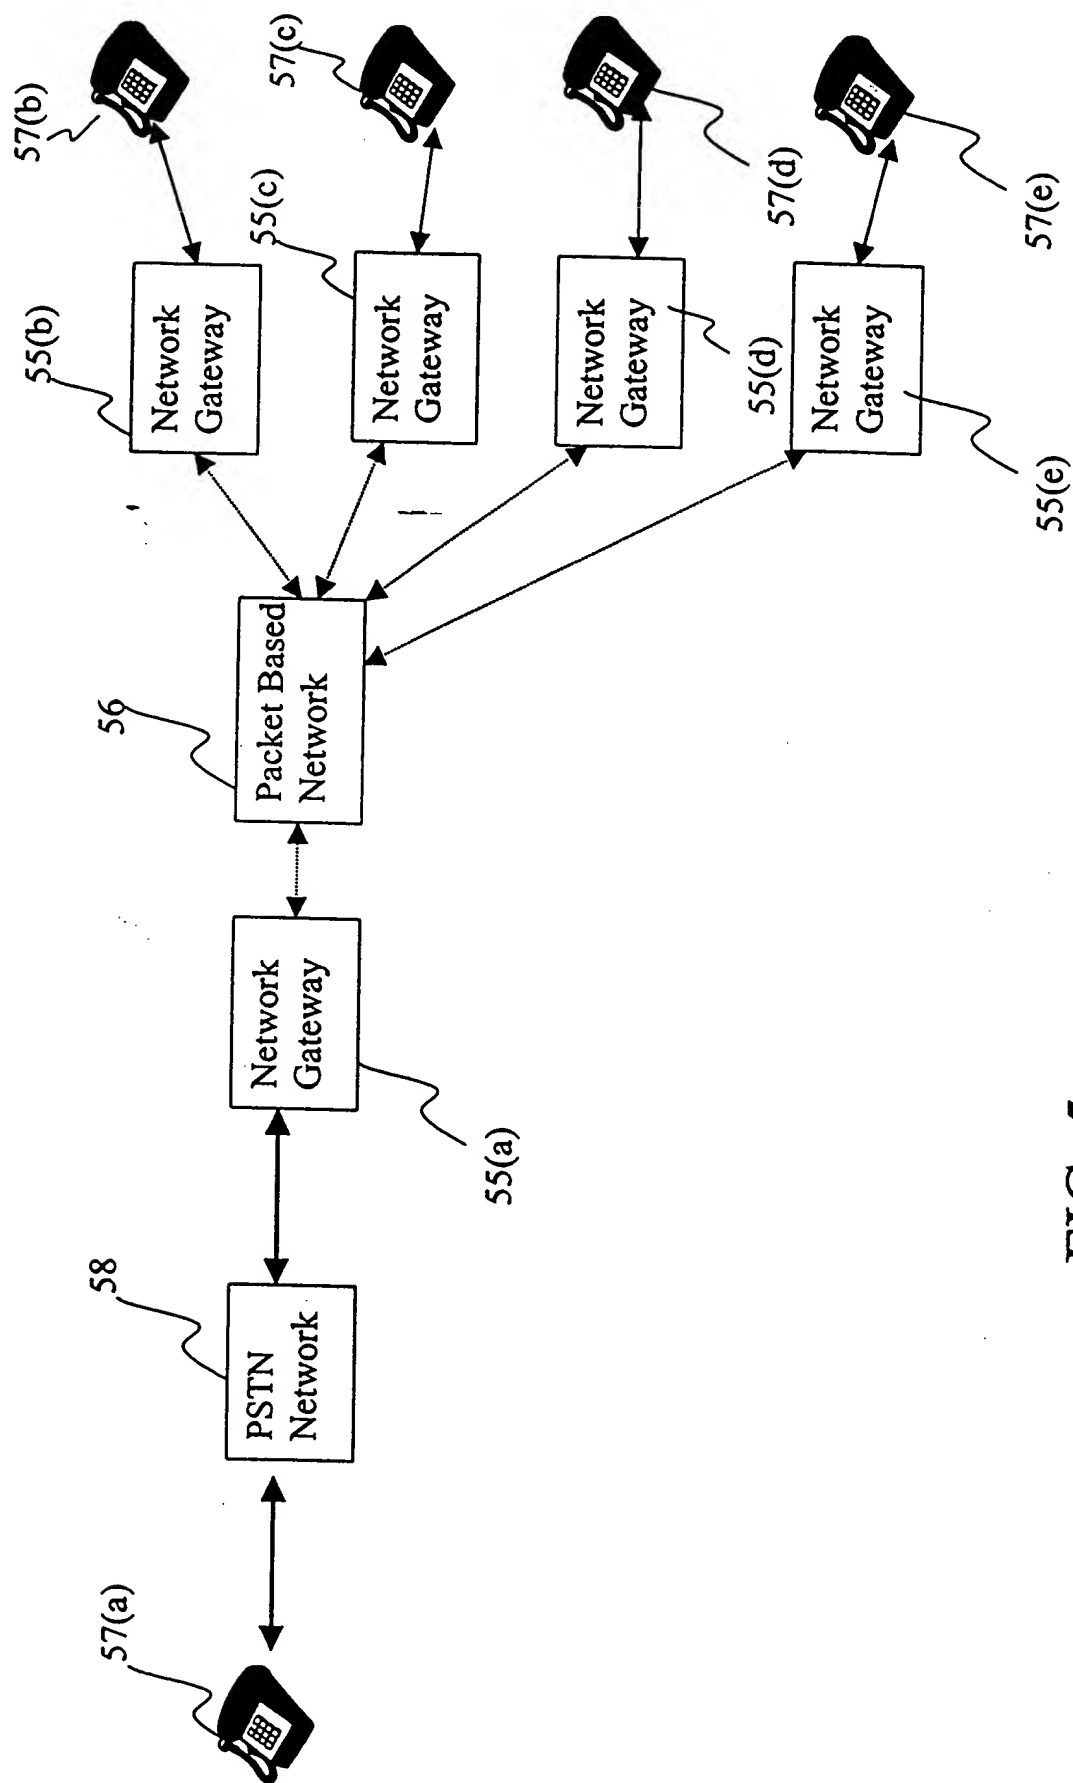 57(a)
58
PSTN
Network
55(a)
Network
Gateway
56
Packet Based
Network
55(b)
Network
Gateway
57(b)
55(c)
Network
Gateway
57(c)
55(d)
Network
Gateway
57(d)
55(e)
Network
Gateway
57(e)